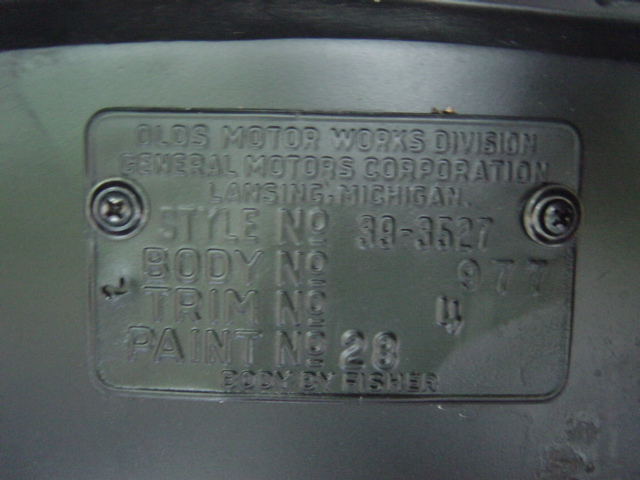 OLDS MOTOR WORKS DIVISION
GENERAL MOTORS CORPORATION
LANSING, MICHIGAN.
STYLE NO 39-3527
BODY NO 977
TRIM NO
PAINT NO 28
BODY BY FISHER